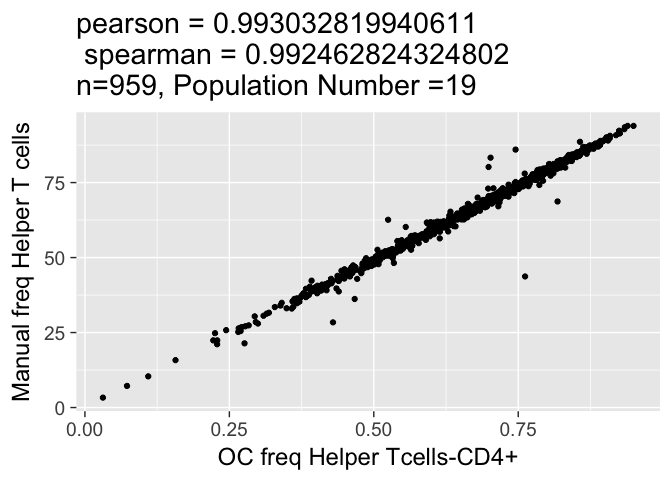 pearson = 0.993032819940611
spearman = 0.992462824324802
n=959, Population Number =19
Manual freq Helper T cells
75
50
25
0
0.00 0.25 0.50 0.75
OC freq Helper Tcells-CD4+